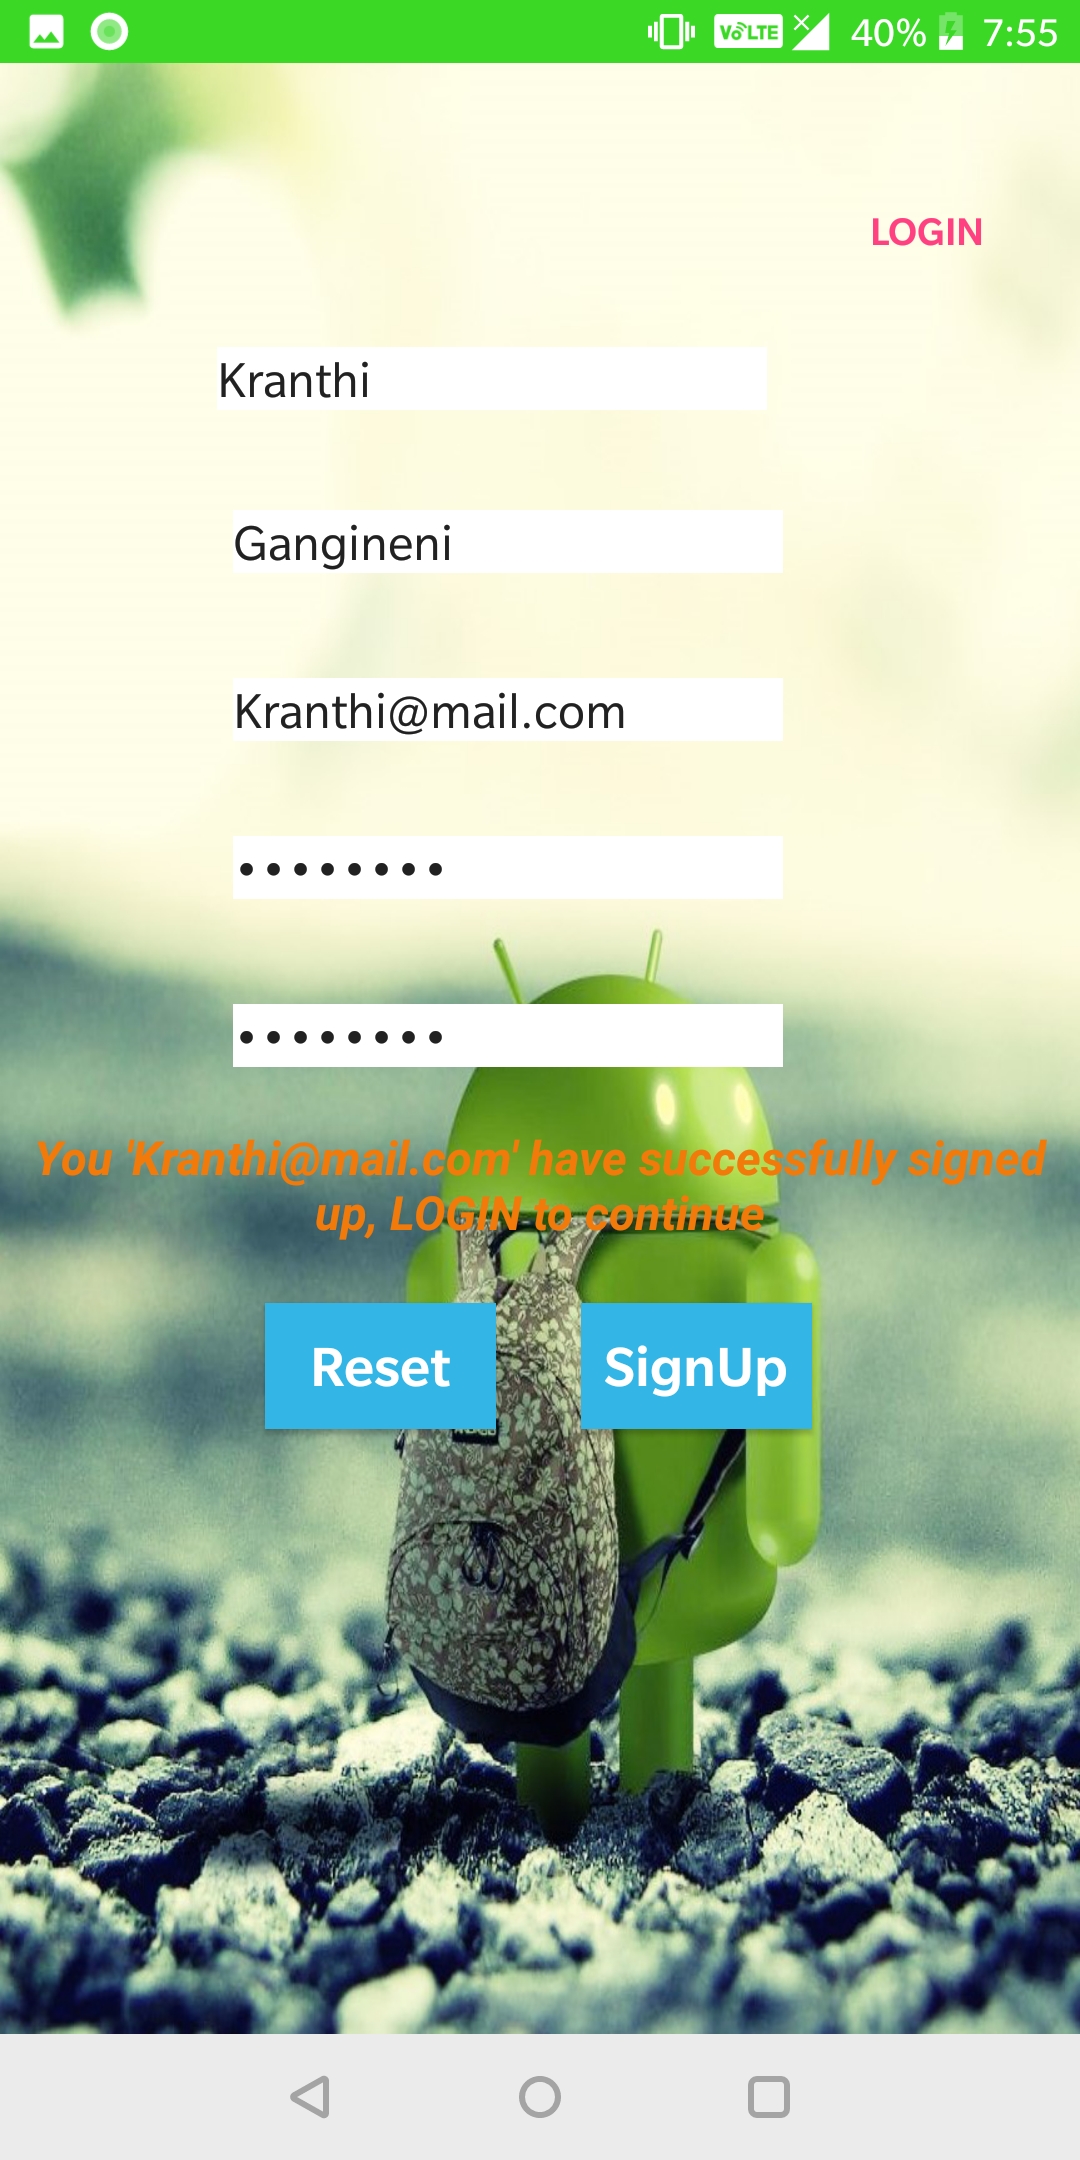 VoLTE 40% 7:55
LOGIN
Kranthi
Gangineni
Kranthi@mail.com
••••••••
••••••••
You 'Kranthi@mail.com' have successfully signed
up, LOGIN to continue
Reset SignUp